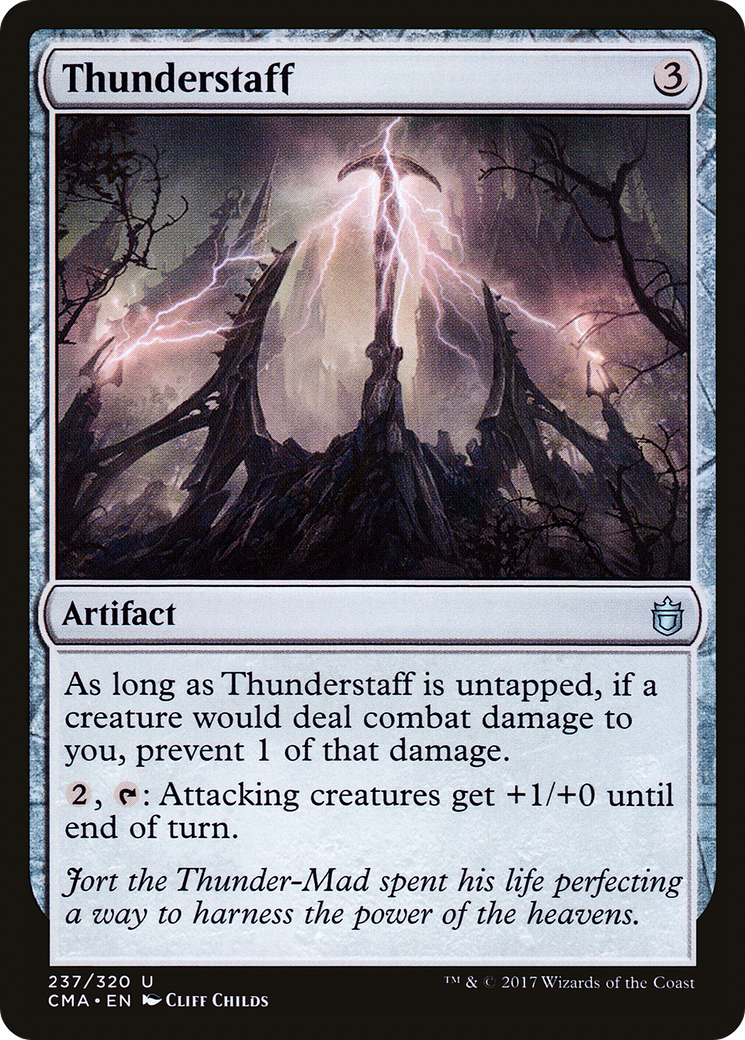 Thunderstaff 3
Artifact
As long as Thunderstaff is untapped, if a
creature would deal combat damage to
you, prevent 1 of that damage.
2, : Attacking creatures get +1/+0 until
end of turn.
Jort the Thunder-Mad spent his life perfecting
a way to harness the power of the heavens.
237/320 U
™ & © 2017 Wizards of the Coast
CMA • EN Cliff Childs